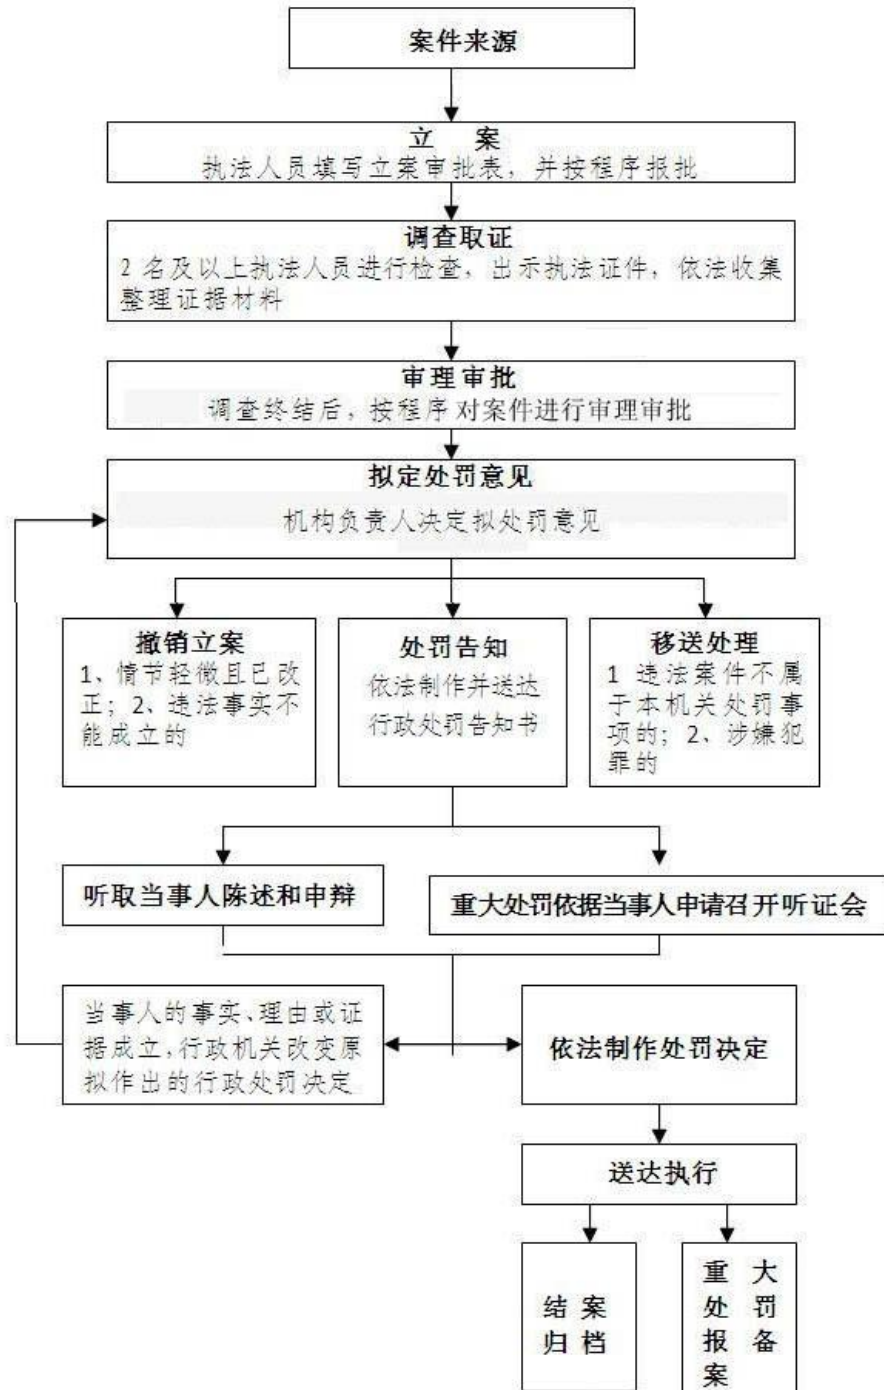 案件来源
立 案
执法人员填写立案审批表，并按程序报批
调查取证
2 名及以上执法人员进行检查，出示执法证件，依法收集
整理证据材料
审理审批
调查终结后，按程序对案件进行审理审批
拟定处罚意见
机构负责人决定拟处罚意见
撤销立案
1、情节轻微且已改
正；2、违法事实不
能成立的
处罚告知
依法制作并送达
行政处罚告知书
移送处理
1 违法案件不属
于本机关处罚事
项的；2、涉嫌犯
罪的
听取当事人陈述和申辩
重大处罚依据当事人申请召开听证会
当事人的事实、理由或证
据成立，行政机关改变原
拟作出的行政处罚决定
依法制作处罚决定
送达执行
结 案
归 档
重 大
处 罚
报 备
案